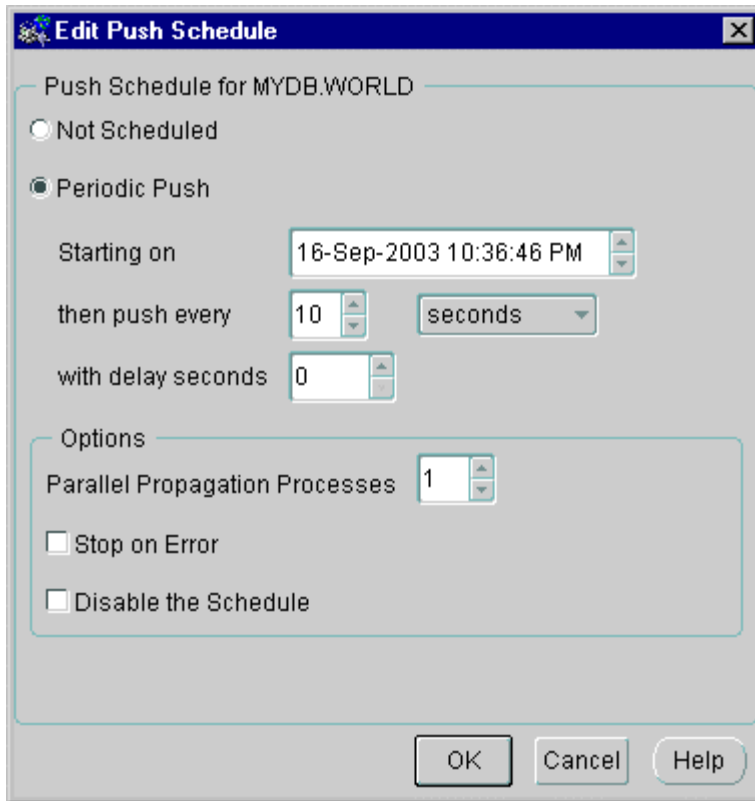 Edit Push Schedule
Push Schedule for MYDB.WORLD
Not Scheduled
Periodic Push
Starting on 16-Sep-2003 10:36:46 PM
then push every 10 seconds
with delay seconds 0
Options
Parallel Propagation Processes 1
Stop on Error
Disable the Schedule
OK Cancel Help